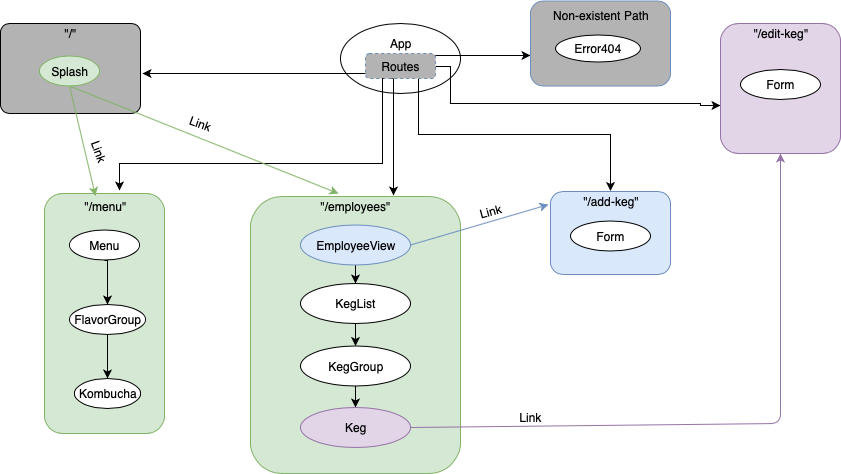 "/"
Splash
App
Routes
Non-existent Path
Error404
"/edit-keg"
Form
Link
Link
"/menu"
Menu
FlavorGroup
Kombucha
"/employees"
EmployeeView
KegList
KegGroup
Keg
Link
"/add-keg"
Form
Link